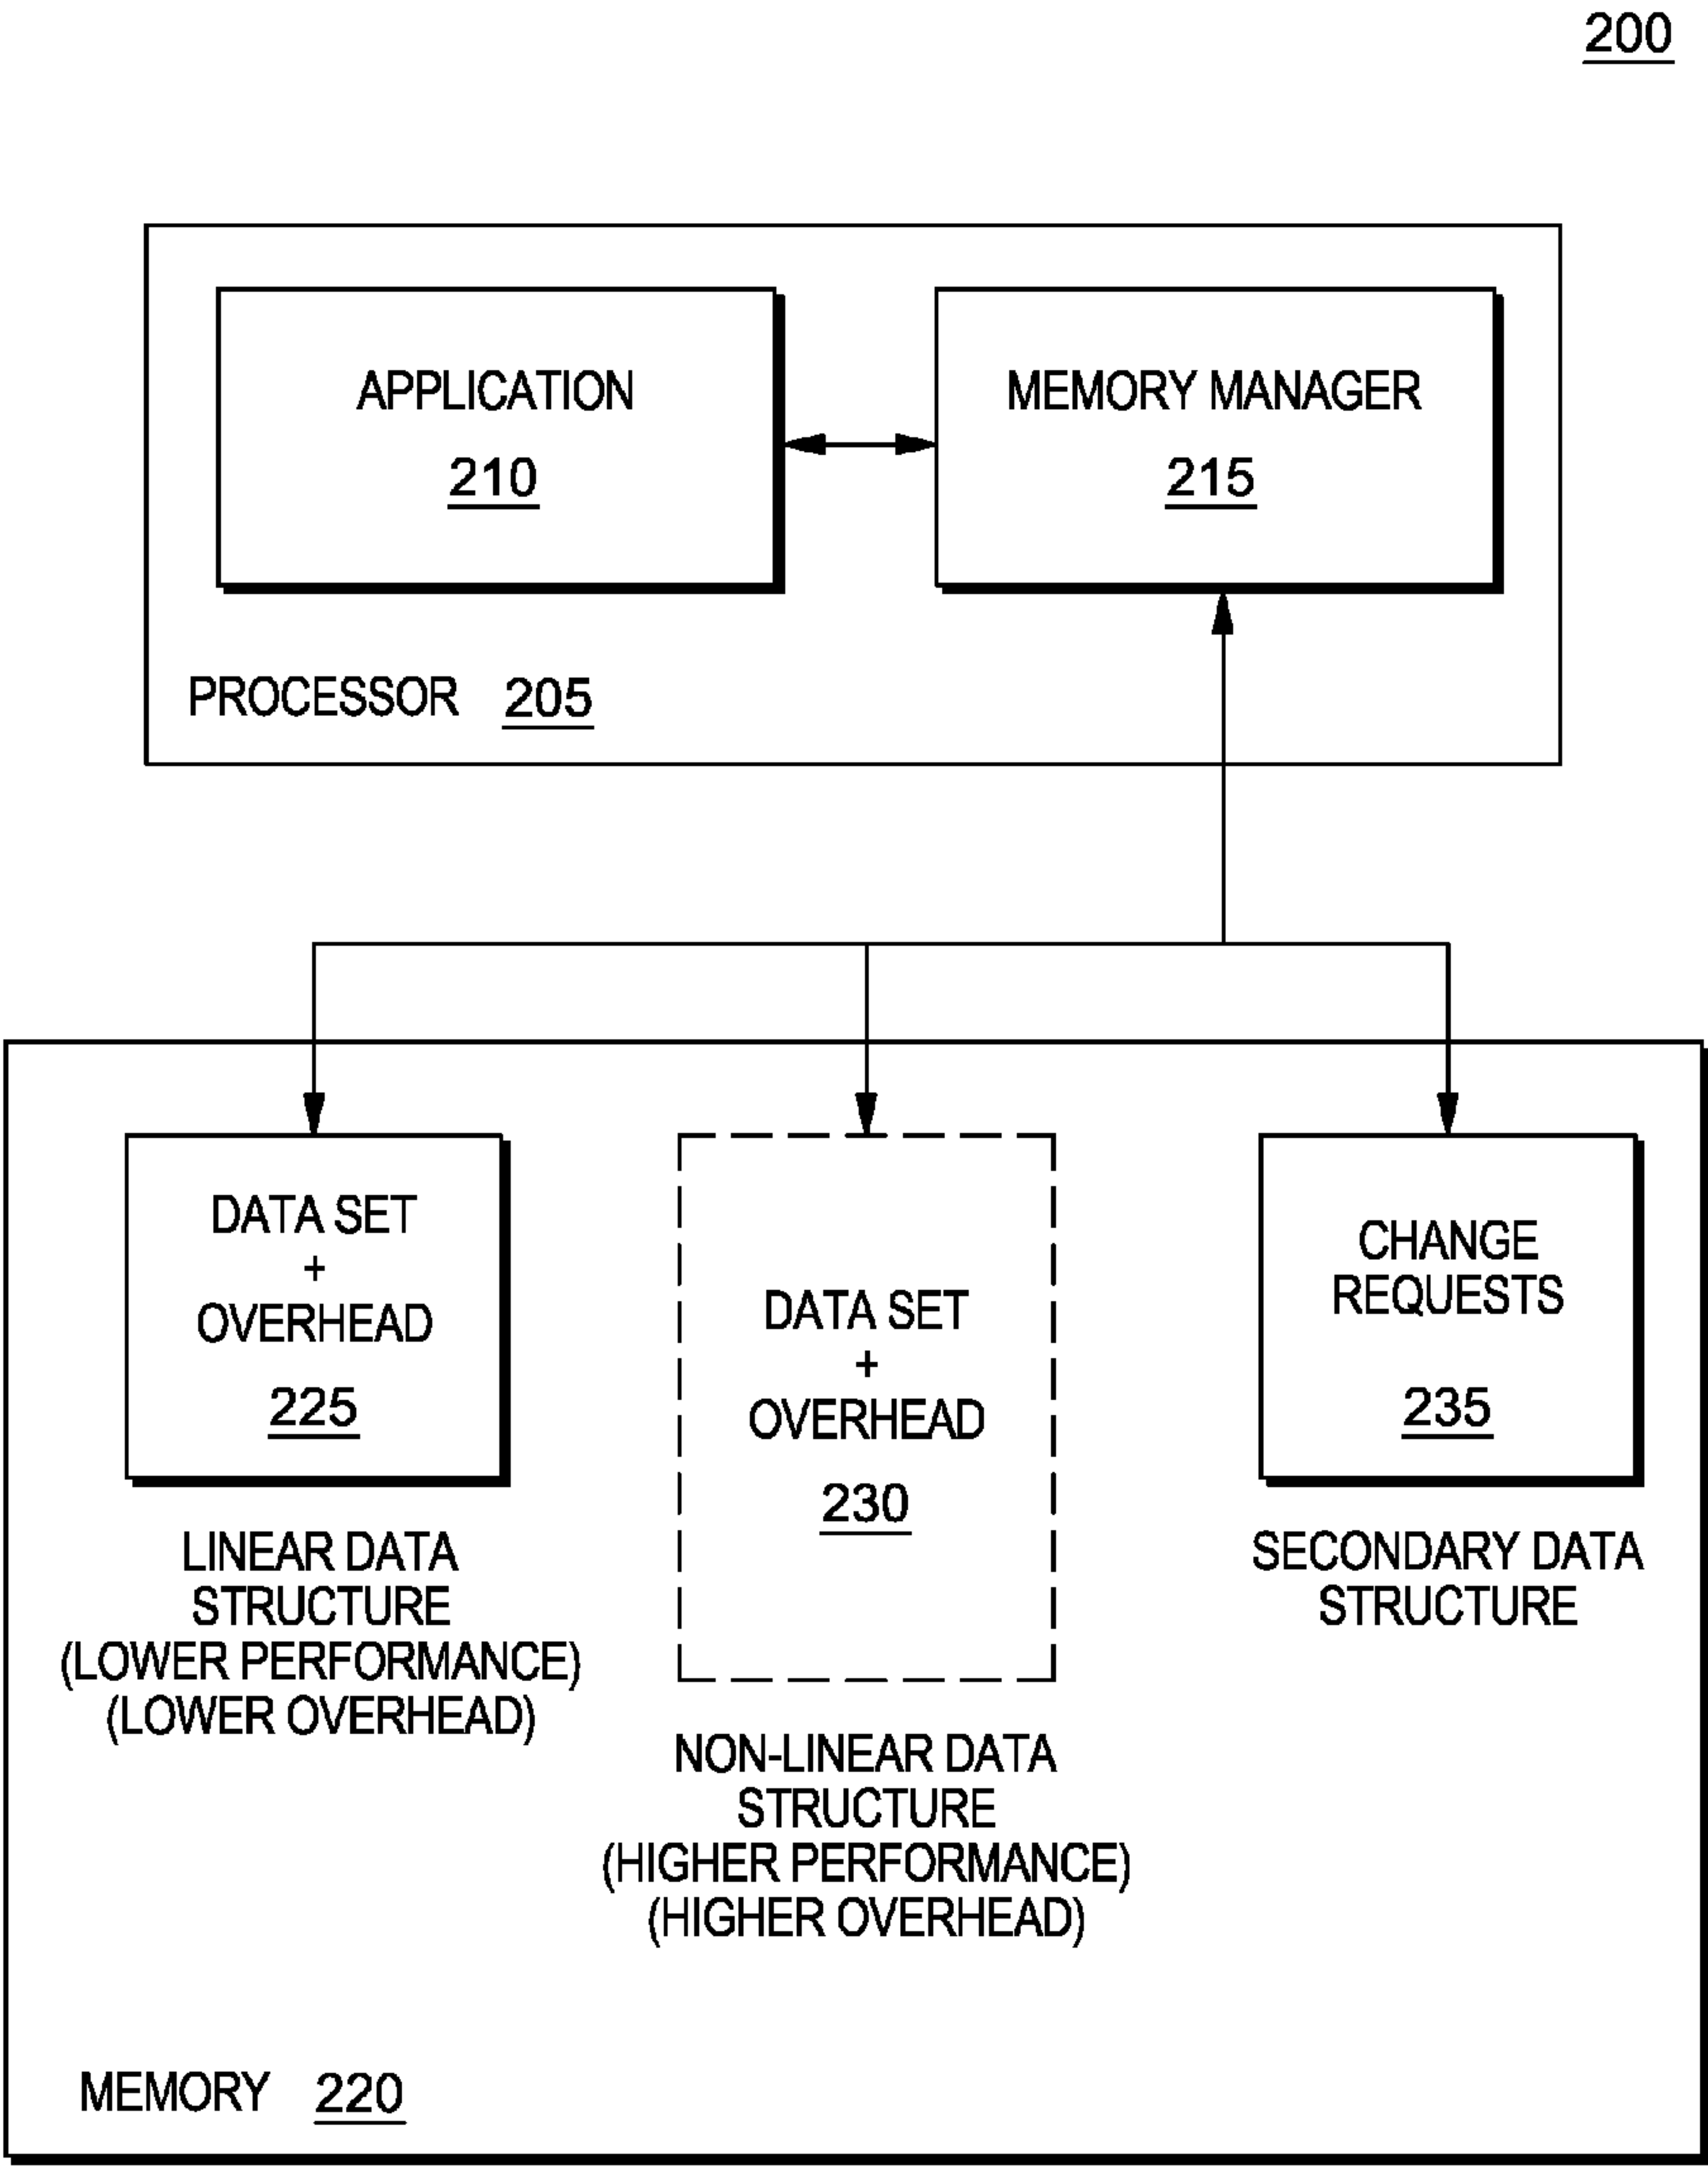 200
APPLICATION
210
MEMORY MANAGER
215
PROCESSOR 205
DATA SET
+
OVERHEAD
225
LINEAR DATA
STRUCTURE
(LOWER PERFORMANCE)
(LOWER OVERHEAD)
DATA SET
+
OVERHEAD
230
NON-LINEAR DATA
STRUCTURE
(HIGHER PERFORMANCE)
(HIGHER OVERHEAD)
CHANGE
REQUESTS
235
SECONDARY DATA
STRUCTURE
MEMORY 220